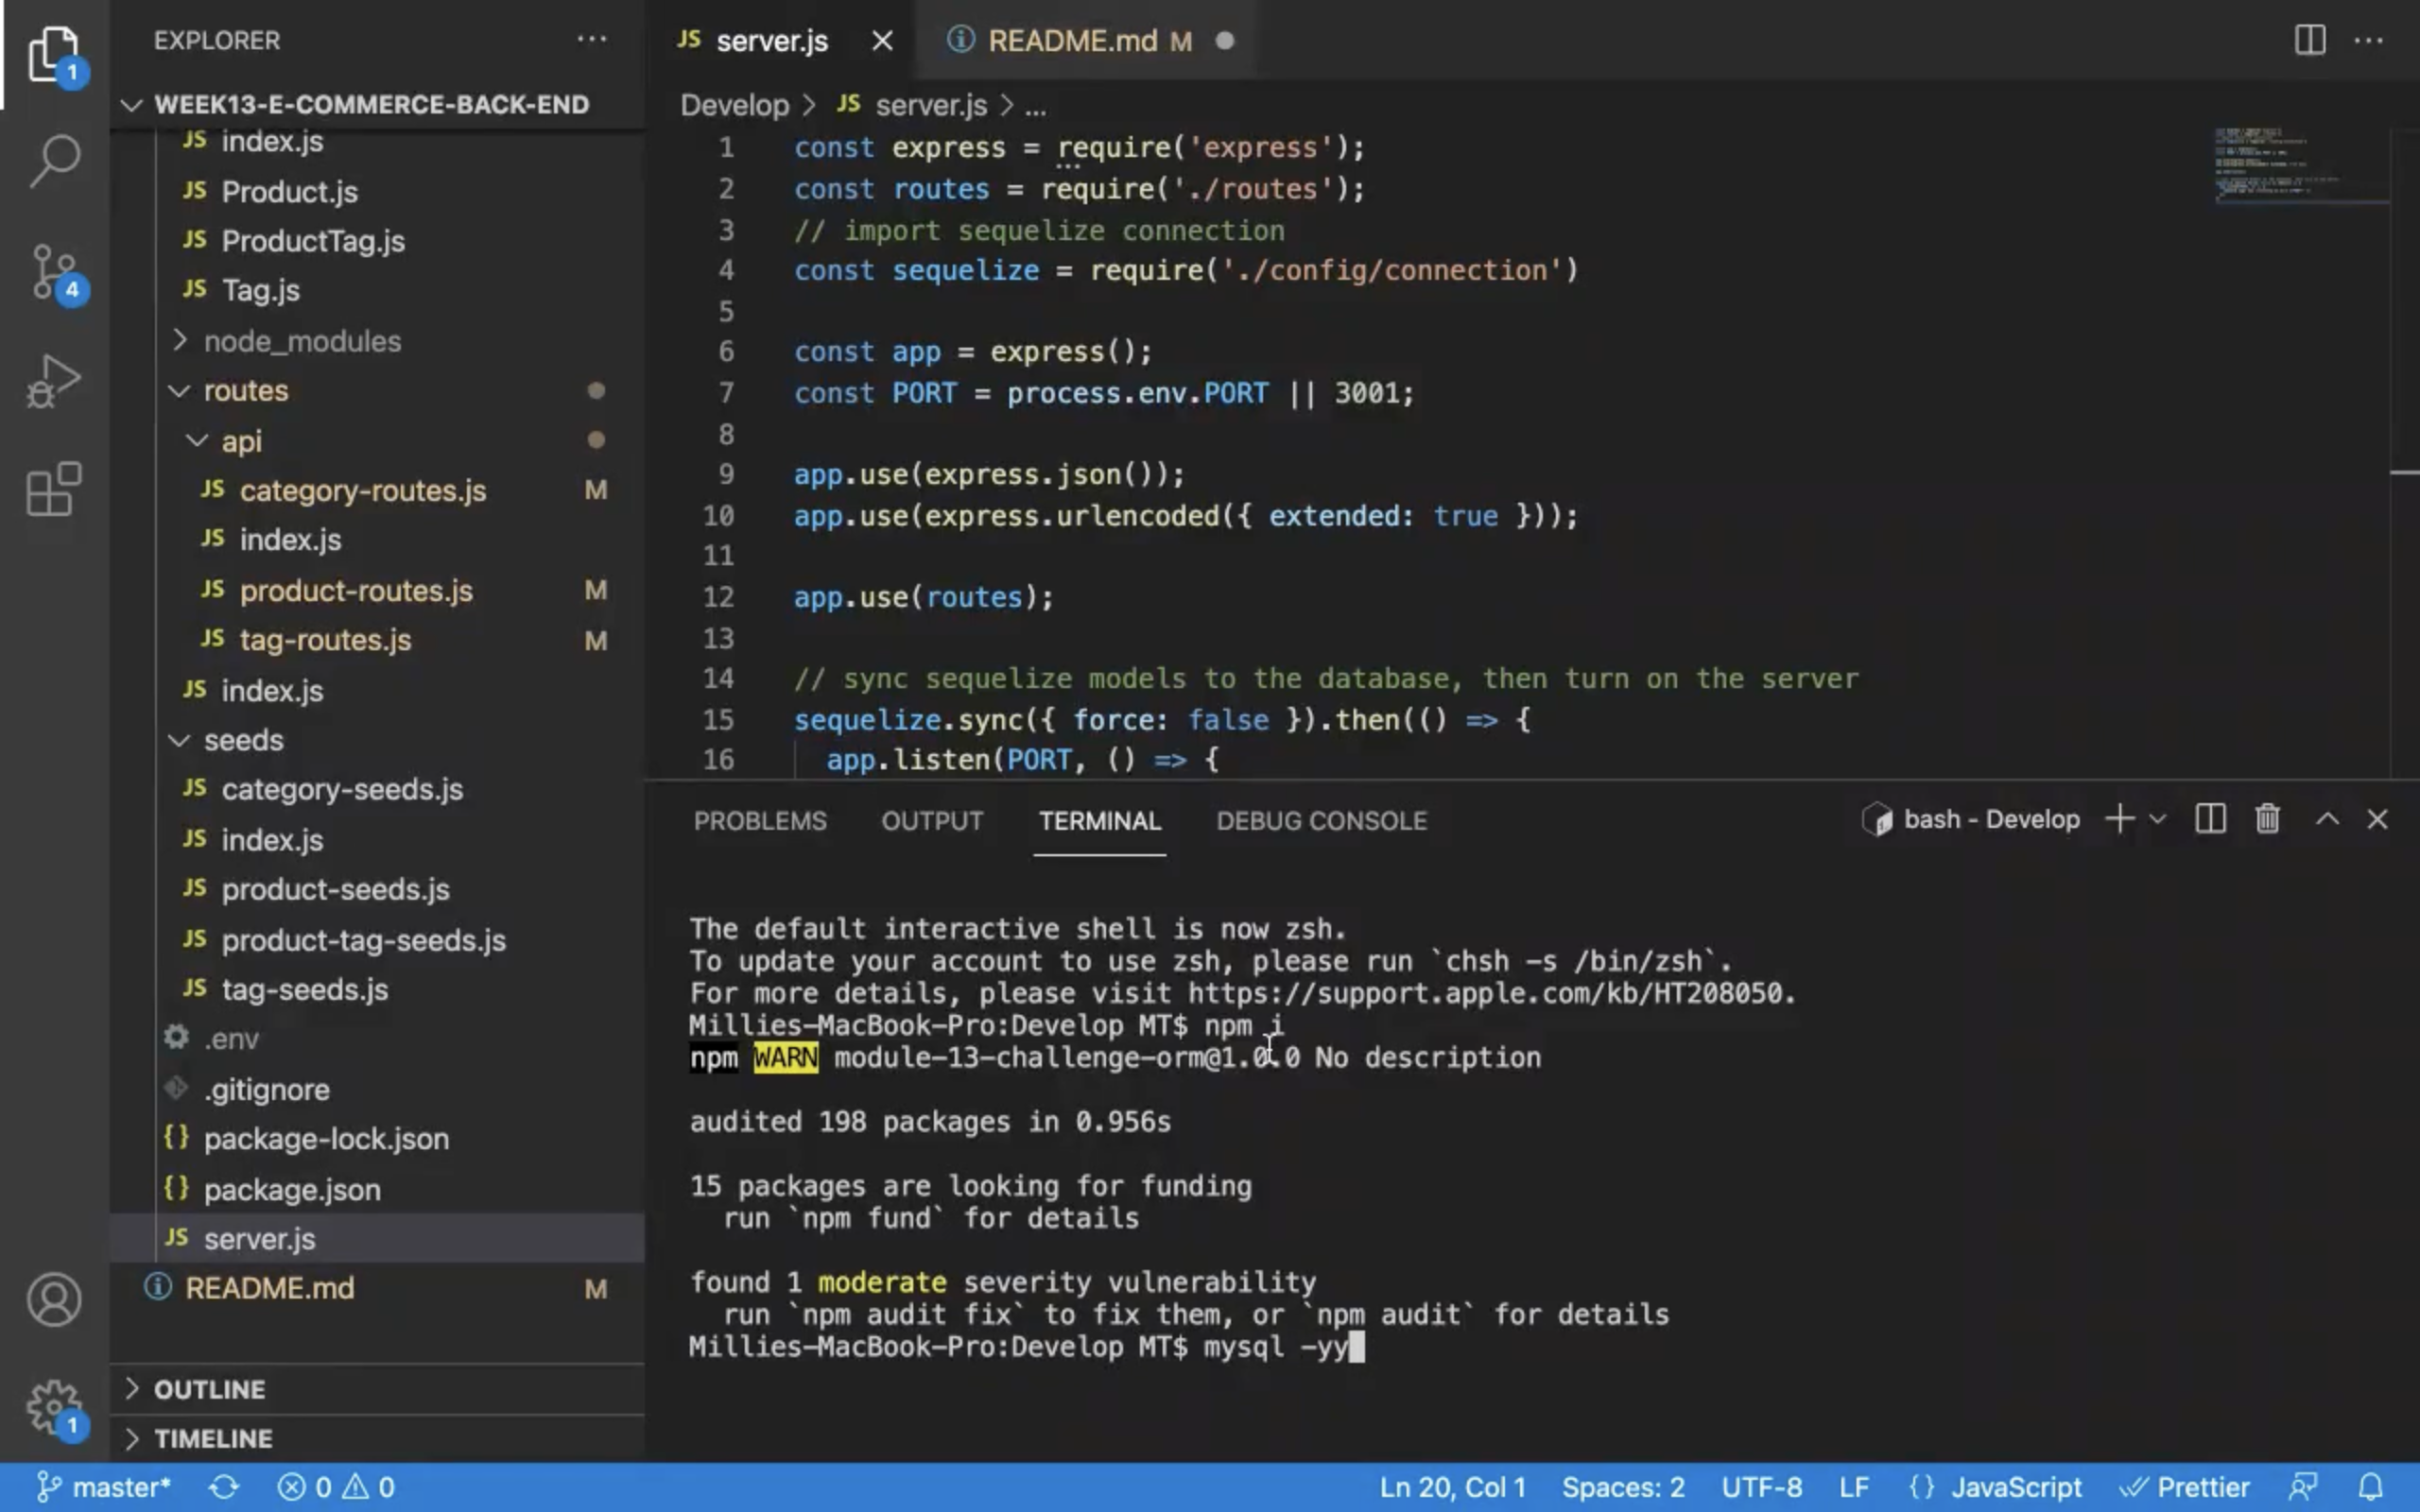 EXPLORER
WEEK13-E-COMMERCE-BACK-END
JS index.js
JS Product.js
JS ProductTag.js
JS Tag.js
node_modules
routes
api
JS category-routes.js M
JS index.js
JS product-routes.js M
JS tag-routes.js M
JS index.js
seeds
JS category-seeds.js
JS index.js
JS product-seeds.js
JS product-tag-seeds.js
JS tag-seeds.js
.env
.gitignore
{} package-lock.json
{} package.json
JS server.js
README.md M
OUTLINE
TIMELINE
1
4
1
JS server.js README.md M
Develop > JS server.js > ...
1 const express = require('express');
2 const routes = require('./routes');
3 // import sequelize connection
4 const sequelize = require('./config/connection')
5
6 const app = express();
7 const PORT = process.env.PORT || 3001;
8
9 app.use(express.json());
10 app.use(express.urlencoded({ extended: true }));
11
12 app.use(routes);
13
14 // sync sequelize models to the database, then turn on the server
15 sequelize.sync({ force: false }).then(() => {
16 app.listen(PORT, () => {
PROBLEMS OUTPUT TERMINAL DEBUG CONSOLE bash - Develop
The default interactive shell is now zsh.
To update your account to use zsh, please run `chsh -s /bin/zsh`.
For more details, please visit https://support.apple.com/kb/HT208050.
Millies-MacBook-Pro:Develop MT$ npm i
npm WARN module-13-challenge-orm@1.0.0 No description
audited 198 packages in 0.956s
15 packages are looking for funding
run `npm fund` for details
found 1 moderate severity vulnerability
run `npm audit fix` to fix them, or `npm audit` for details
Millies-MacBook-Pro:Develop MT$ mysql -yy
master* 0 0 Ln 20, Col 1 Spaces: 2 UTF-8 LF {} JavaScript Prettier